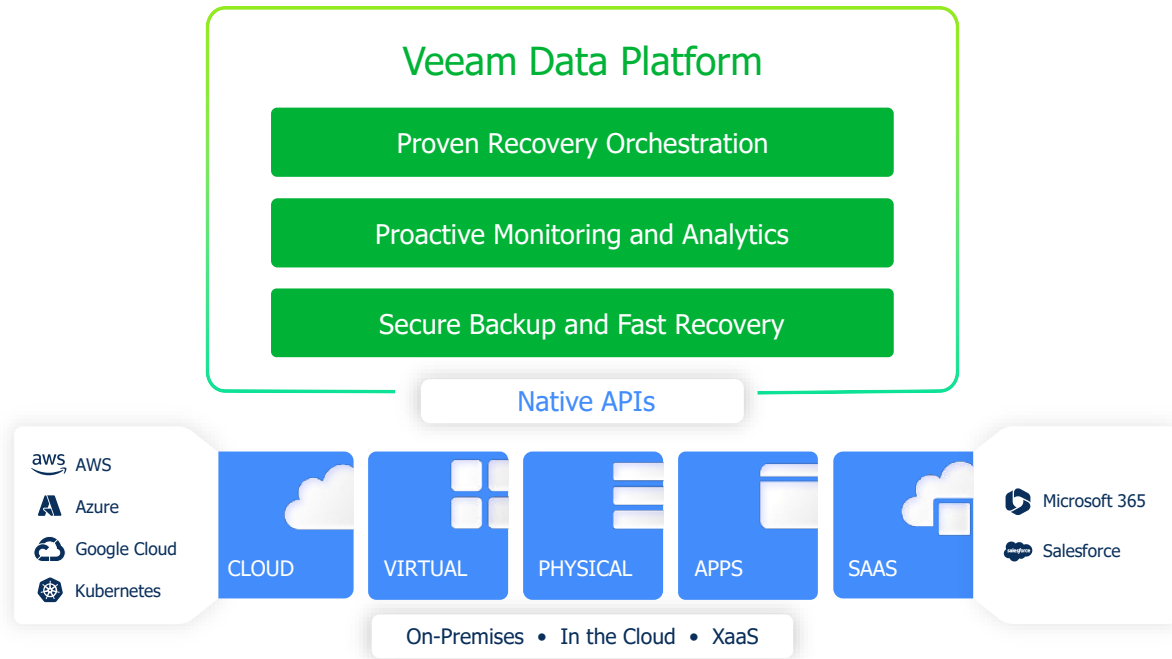 Veeam Data Platform
Proven Recovery Orchestration
Proactive Monitoring and Analytics
Secure Backup and Fast Recovery
Native APIs
aws AWS
Azure
Google Cloud
Kubernetes
CLOUD
VIRTUAL
PHYSICAL
APPS
SAAS
Microsoft 365
salesforce Salesforce
On-Premises • In the Cloud • XaaS